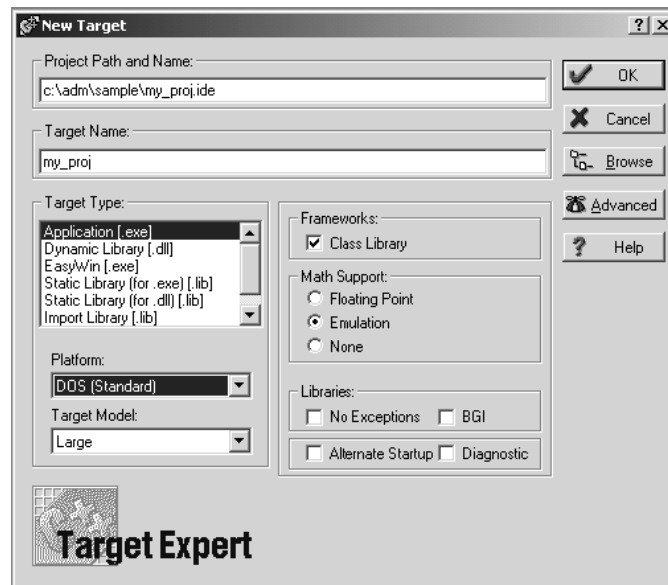 New Target
Project Path and Name:
c:\adm\sample\my_proj.ide
Target Name:
my_proj
Target Type:
Application [.exe]
Dynamic Library [.dll]
EasyWin [.exe]
Static Library (for .exe) [.lib]
Static Library (for .dll) [.lib]
Import Library [.lib]
Platform:
DOS (Standard)
Target Model:
Large
Frameworks:
Class Library
Math Support:
Floating Point
Emulation
None
Libraries:
No Exceptions BGI
Alternate Startup Diagnostic
OK
Cancel
Browse
Advanced
Help
Target Expert